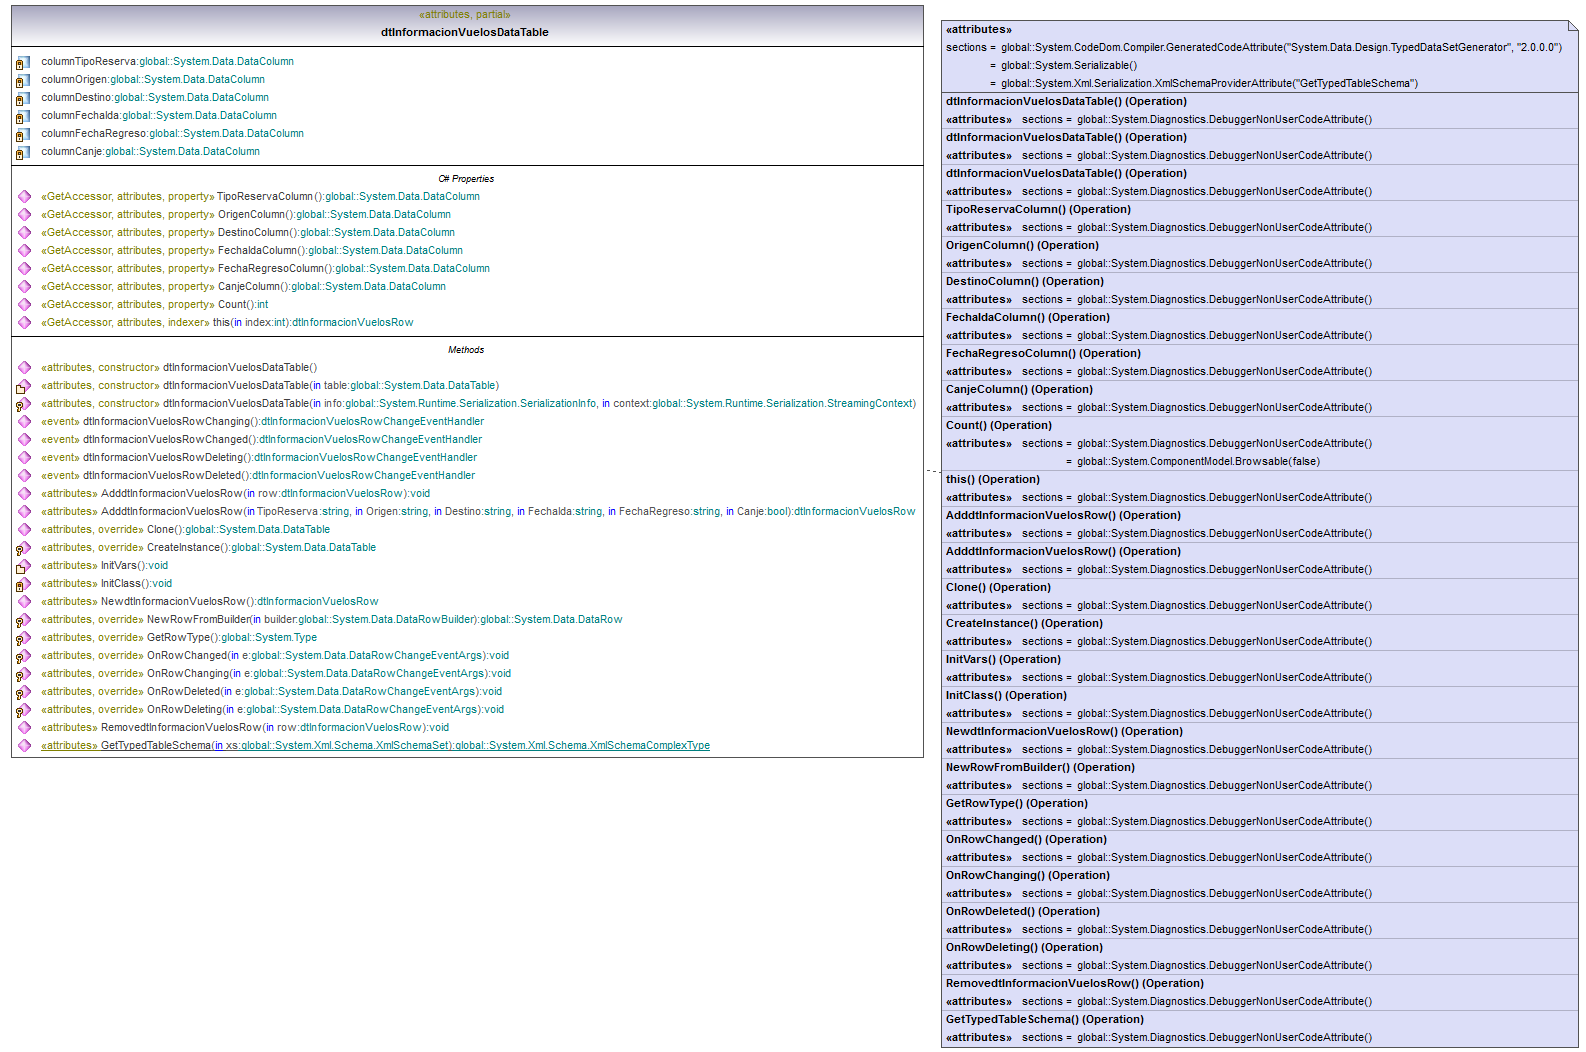 «attributes, partial»
dtInformacionVuelosDataTable
columnTipoReserva:global::System.Data.DataColumn
columnOrigen:global::System.Data.DataColumn
columnDestino:global::System.Data.DataColumn
columnFechaIda:global::System.Data.DataColumn
columnFechaRegreso:global::System.Data.DataColumn
columnCanje:global::System.Data.DataColumn
C# Properties
«GetAccessor, attributes, property» TipoReservaColumn():global::System.Data.DataColumn
«GetAccessor, attributes, property» OrigenColumn():global::System.Data.DataColumn
«GetAccessor, attributes, property» DestinoColumn():global::System.Data.DataColumn
«GetAccessor, attributes, property» FechaIdaColumn():global::System.Data.DataColumn
«GetAccessor, attributes, property» FechaRegresoColumn():global::System.Data.DataColumn
«GetAccessor, attributes, property» CanjeColumn():global::System.Data.DataColumn
«GetAccessor, attributes, property» Count():int
«GetAccessor, attributes, indexer» this(in index:int):dtInformacionVuelosRow
Methods
«attributes, constructor» dtInformacionVuelosDataTable()
«attributes, constructor» dtInformacionVuelosDataTable(in table:global::System.Data.DataTable)
«attributes, constructor» dtInformacionVuelosDataTable(in info:global::System.Runtime.Serialization.SerializationInfo, in context:global::System.Runtime.Serialization.StreamingContext)
«event» dtInformacionVuelosRowChanging():dtInformacionVuelosRowChangeEventHandler
«event» dtInformacionVuelosRowChanged():dtInformacionVuelosRowChangeEventHandler
«event» dtInformacionVuelosRowDeleting():dtInformacionVuelosRowChangeEventHandler
«event» dtInformacionVuelosRowDeleted():dtInformacionVuelosRowChangeEventHandler
«attributes» AdddtInformacionVuelosRow(in row:dtInformacionVuelosRow):void
«attributes» AdddtInformacionVuelosRow(in TipoReserva:string, in Origen:string, in Destino:string, in FechaIda:string, in FechaRegreso:string, in Canje:bool):dtInformacionVuelosRow
«attributes, override» Clone():global::System.Data.DataTable
«attributes, override» CreateInstance():global::System.Data.DataTable
«attributes» InitVars():void
«attributes» InitClass():void
«attributes» NewdtInformacionVuelosRow():dtInformacionVuelosRow
«attributes, override» NewRowFromBuilder(in builder:global::System.Data.DataRowBuilder):global::System.Data.DataRow
«attributes, override» GetRowType():global::System.Type
«attributes, override» OnRowChanged(in e:global::System.Data.DataRowChangeEventArgs):void
«attributes, override» OnRowChanging(in e:global::System.Data.DataRowChangeEventArgs):void
«attributes, override» OnRowDeleted(in e:global::System.Data.DataRowChangeEventArgs):void
«attributes, override» OnRowDeleting(in e:global::System.Data.DataRowChangeEventArgs):void
«attributes» RemovedtInformacionVuelosRow(in row:dtInformacionVuelosRow):void
«attributes» GetTypedTableSchema(in xs:global::System.Xml.Schema.XmlSchemaSet):global::System.Xml.Schema.XmlSchemaComplexType
«attributes»
sections = global::System.CodeDom.Compiler.GeneratedCodeAttribute("System.Data.Design.TypedDataSetGenerator", "2.0.0.0")
= global::System.Serializable()
= global::System.Xml.Serialization.XmlSchemaProviderAttribute("GetTypedTableSchema")
dtInformacionVuelosDataTable() (Operation)
«attributes» sections = global::System.Diagnostics.DebuggerNonUserCodeAttribute()
dtInformacionVuelosDataTable() (Operation)
«attributes» sections = global::System.Diagnostics.DebuggerNonUserCodeAttribute()
dtInformacionVuelosDataTable() (Operation)
«attributes» sections = global::System.Diagnostics.DebuggerNonUserCodeAttribute()
TipoReservaColumn() (Operation)
«attributes» sections = global::System.Diagnostics.DebuggerNonUserCodeAttribute()
OrigenColumn() (Operation)
«attributes» sections = global::System.Diagnostics.DebuggerNonUserCodeAttribute()
DestinoColumn() (Operation)
«attributes» sections = global::System.Diagnostics.DebuggerNonUserCodeAttribute()
FechaIdaColumn() (Operation)
«attributes» sections = global::System.Diagnostics.DebuggerNonUserCodeAttribute()
FechaRegresoColumn() (Operation)
«attributes» sections = global::System.Diagnostics.DebuggerNonUserCodeAttribute()
CanjeColumn() (Operation)
«attributes» sections = global::System.Diagnostics.DebuggerNonUserCodeAttribute()
Count() (Operation)
«attributes» sections = global::System.Diagnostics.DebuggerNonUserCodeAttribute()
= global::System.ComponentModel.Browsable(false)
this() (Operation)
«attributes» sections = global::System.Diagnostics.DebuggerNonUserCodeAttribute()
AdddtInformacionVuelosRow() (Operation)
«attributes» sections = global::System.Diagnostics.DebuggerNonUserCodeAttribute()
AdddtInformacionVuelosRow() (Operation)
«attributes» sections = global::System.Diagnostics.DebuggerNonUserCodeAttribute()
Clone() (Operation)
«attributes» sections = global::System.Diagnostics.DebuggerNonUserCodeAttribute()
CreateInstance() (Operation)
«attributes» sections = global::System.Diagnostics.DebuggerNonUserCodeAttribute()
InitVars() (Operation)
«attributes» sections = global::System.Diagnostics.DebuggerNonUserCodeAttribute()
InitClass() (Operation)
«attributes» sections = global::System.Diagnostics.DebuggerNonUserCodeAttribute()
NewdtInformacionVuelosRow() (Operation)
«attributes» sections = global::System.Diagnostics.DebuggerNonUserCodeAttribute()
NewRowFromBuilder() (Operation)
«attributes» sections = global::System.Diagnostics.DebuggerNonUserCodeAttribute()
GetRowType() (Operation)
«attributes» sections = global::System.Diagnostics.DebuggerNonUserCodeAttribute()
OnRowChanged() (Operation)
«attributes» sections = global::System.Diagnostics.DebuggerNonUserCodeAttribute()
OnRowChanging() (Operation)
«attributes» sections = global::System.Diagnostics.DebuggerNonUserCodeAttribute()
OnRowDeleted() (Operation)
«attributes» sections = global::System.Diagnostics.DebuggerNonUserCodeAttribute()
OnRowDeleting() (Operation)
«attributes» sections = global::System.Diagnostics.DebuggerNonUserCodeAttribute()
RemovedtInformacionVuelosRow() (Operation)
«attributes» sections = global::System.Diagnostics.DebuggerNonUserCodeAttribute()
GetTypedTableSchema() (Operation)
«attributes» sections = global::System.Diagnostics.DebuggerNonUserCodeAttribute()